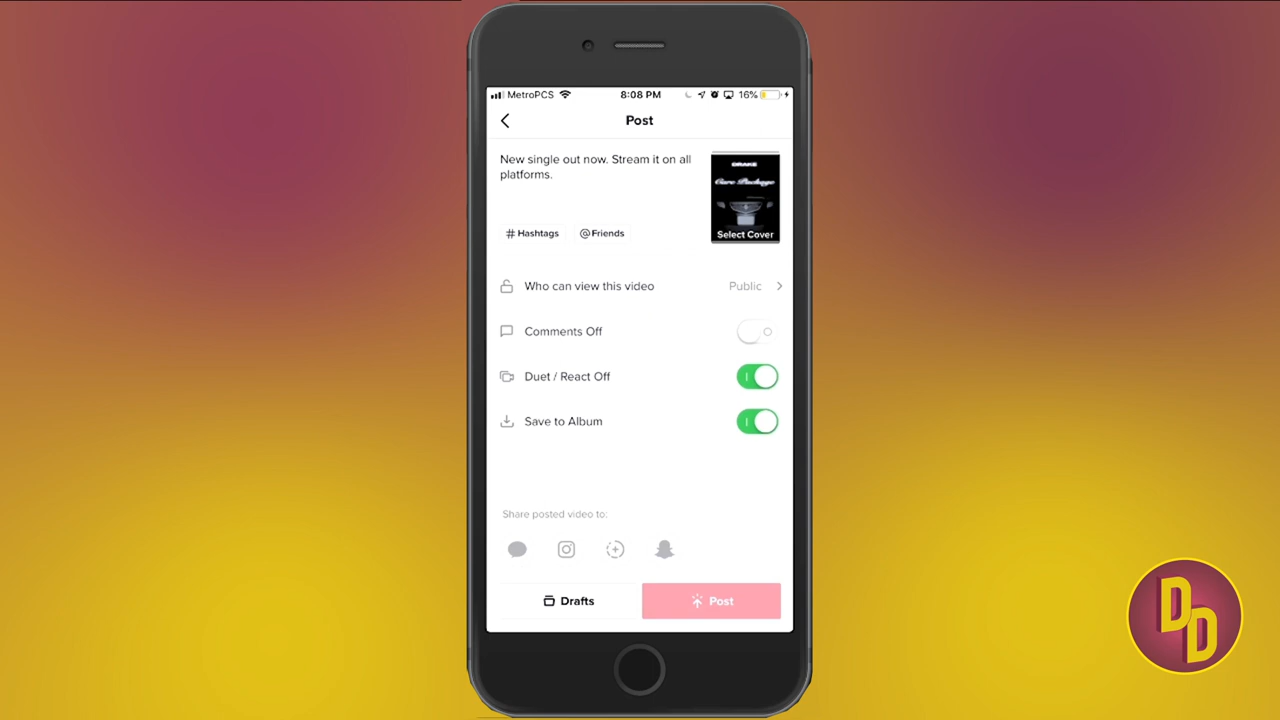 MetroPCS 8:08 PM 16%
Post
New single out now. Stream it on all
platforms.
DRAKE
Care Package
Select Cover
# Hashtags @Friends
Who can view this video Public
Comments Off
Duet / React Off
Save to Album
Share posted video to:
Drafts Post
DD